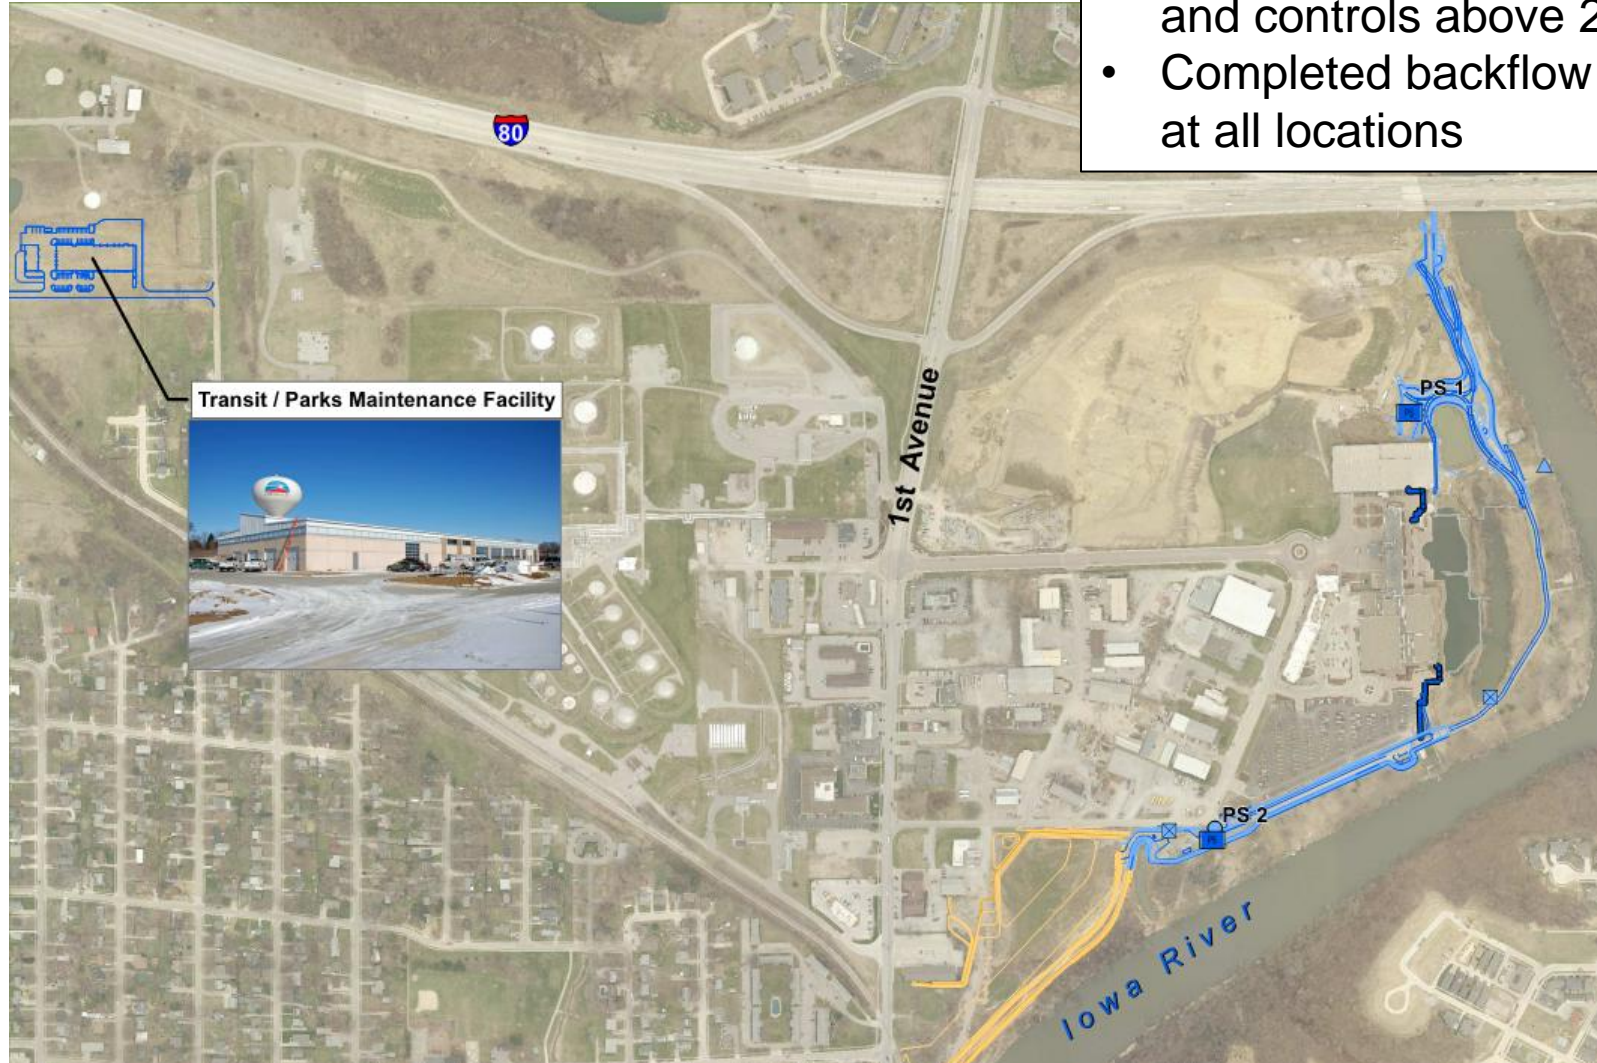 and controls above 2
• Completed backflow
at all locations
80
PS 1
1st Avenue
Transit / Parks Maintenance Facility
PS 2
Iowa River